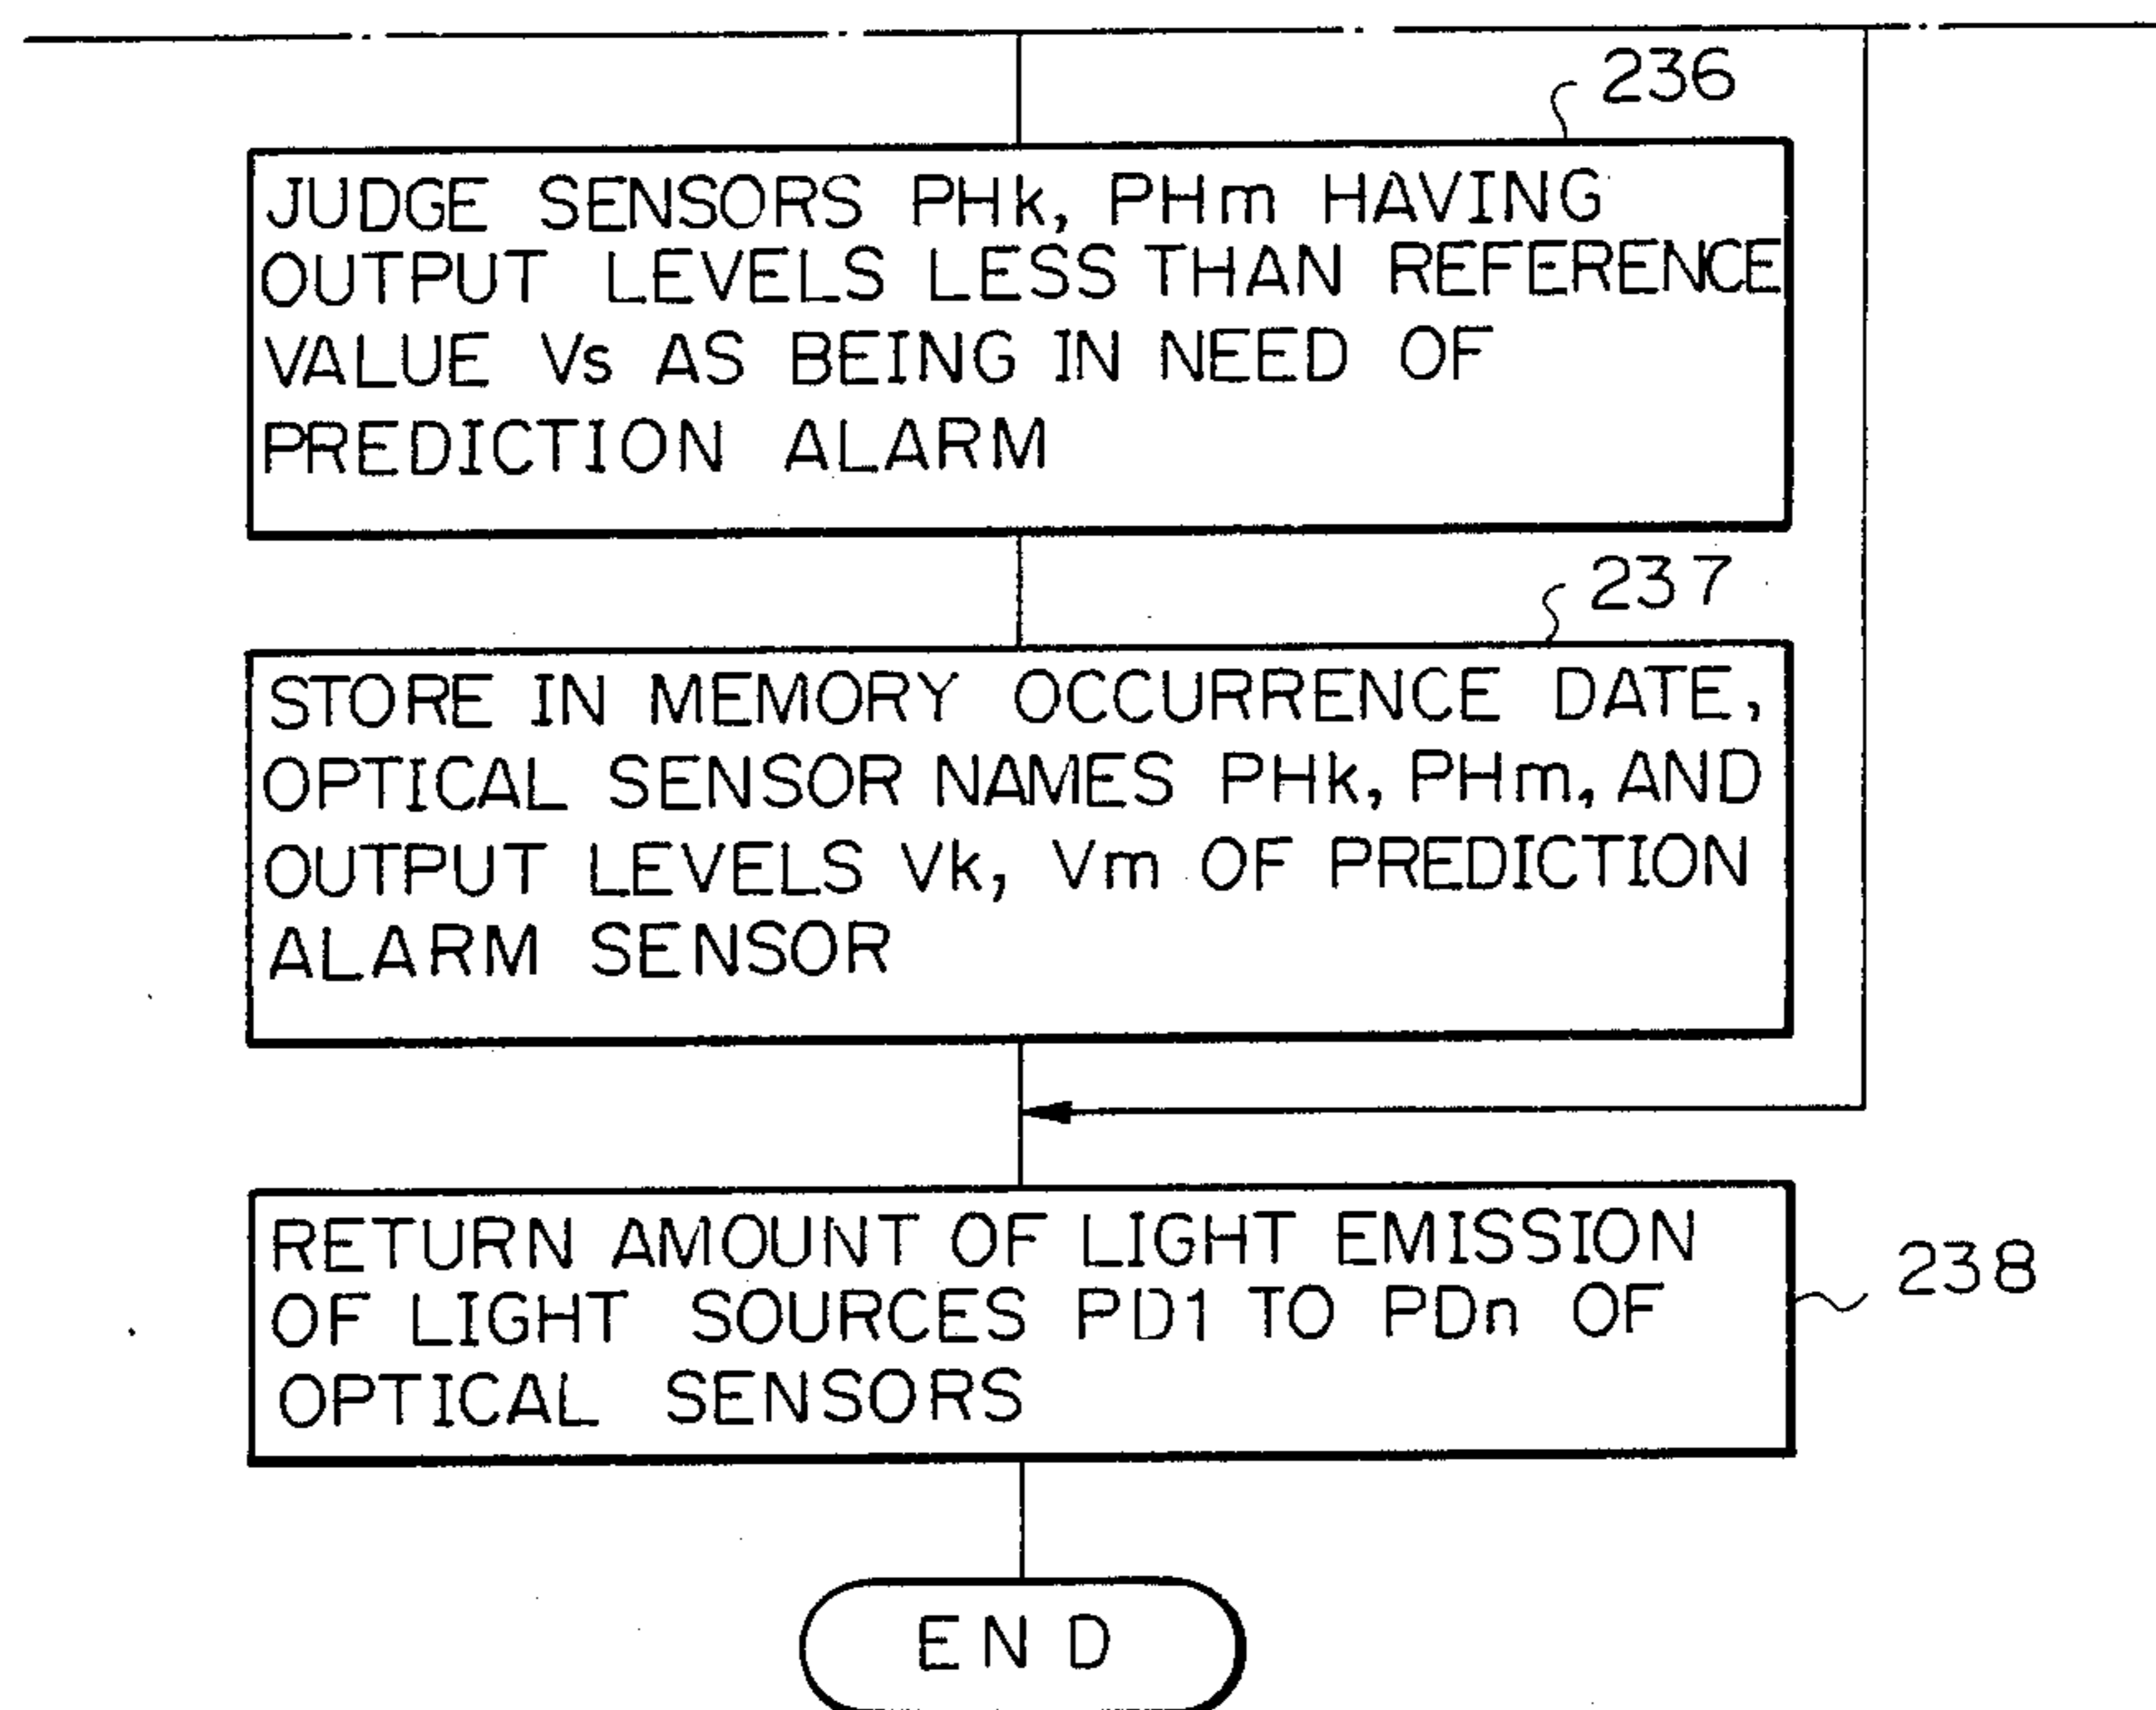 236
JUDGE SENSORS PHk, PHm HAVING
OUTPUT LEVELS LESS THAN REFERENCE
VALUE Vs AS BEING IN NEED OF
PREDICTION ALARM
237
STORE IN MEMORY OCCURRENCE DATE,
OPTICAL SENSOR NAMES PHk, PHm, AND
OUTPUT LEVELS Vk, Vm OF PREDICTION
ALARM SENSOR
RETURN AMOUNT OF LIGHT EMISSION
OF LIGHT SOURCES PD1 TO PDn OF
OPTICAL SENSORS
238
END